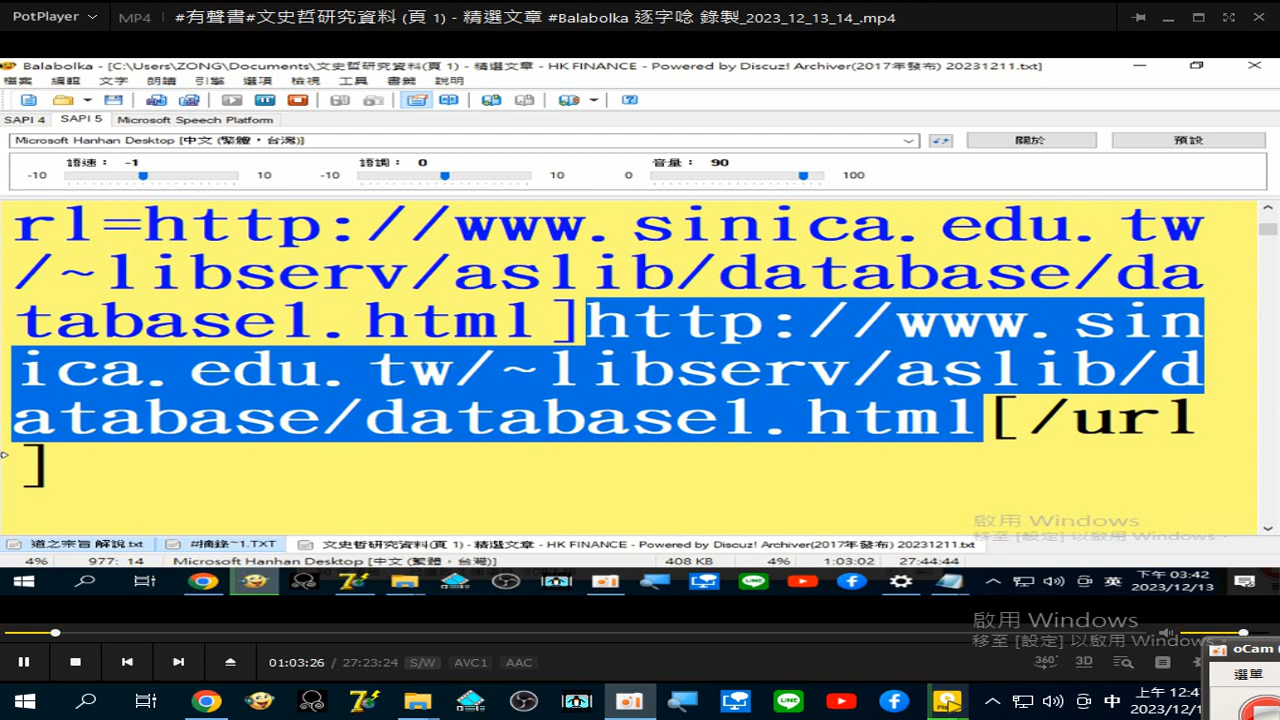 PotPlayer MP4 #有聲書#文史哲研究資料 (頁 1) - 精選文章 #Balabolka 逐字唸 錄製_2023_12_13_14_.mp4
Balabolka - [C:\Users\ZONG\Documents\文史哲研究資料(頁 1) - 精選文章 - HK FINANCE - Powered by Discuz! Archiver(2017年發布) 20231211.txt]
檔案 編輯 文字 朗讀 引擎 選項 檢視 工具 書籤 說明
SAPI 4 SAPI 5 Microsoft Speech Platform
Microsoft Hanhan Desktop [中文 (繁體，台灣)] 關於 預設
語速： -1 語調： 0 音量： 90
-10 10 -10 10 0 100
rl=http://www.sinica.edu.tw
/~libserv/aslib/database/da
tabase1.html]http://www.sin
ica.edu.tw/~libserv/aslib/d
atabase/database1.html[/url
]
啟用 Windows
移至 [設定] 以啟用 Windows。
道之宗旨 解說.txt #摘錄~1.TXT 文史哲研究資料(頁 1) - 精選文章 - HK FINANCE - Powered by Discuz! Archiver(2017年發布) 20231211.txt
4% 977: 14 Microsoft Hanhan Desktop [中文 (繁體，台灣)] 408 KB 4% 1:03:02 27:44:44
英 下午 03:42
2023/12/13
啟用 Windows
移至 [設定] 以啟用 Windows。
01:03:26 / 27:23:24 S/W AVC1 AAC 360° 3D
oCam (
選單
中 上午 12:4
2023/12/1